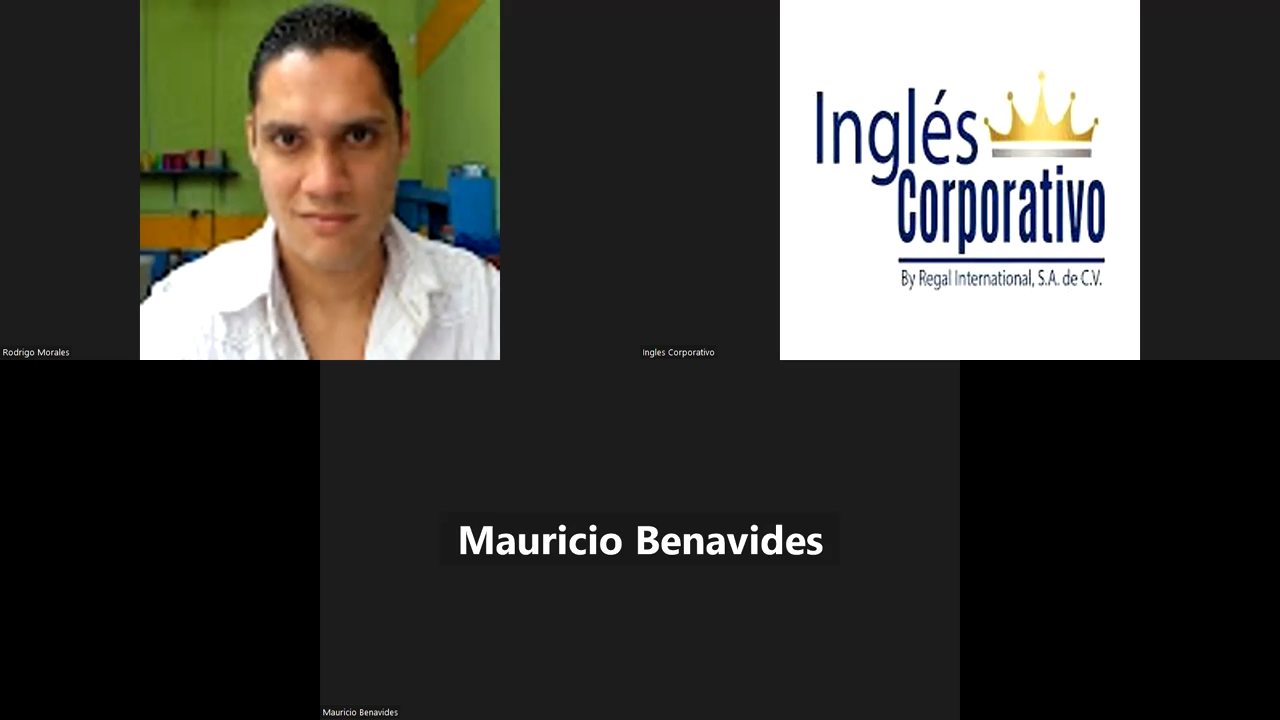 Inglés
Corporativo
By Regal International, S.A. de C.V.
Rodrigo Morales
Ingles Corporativo
Mauricio Benavides
Mauricio Benavides